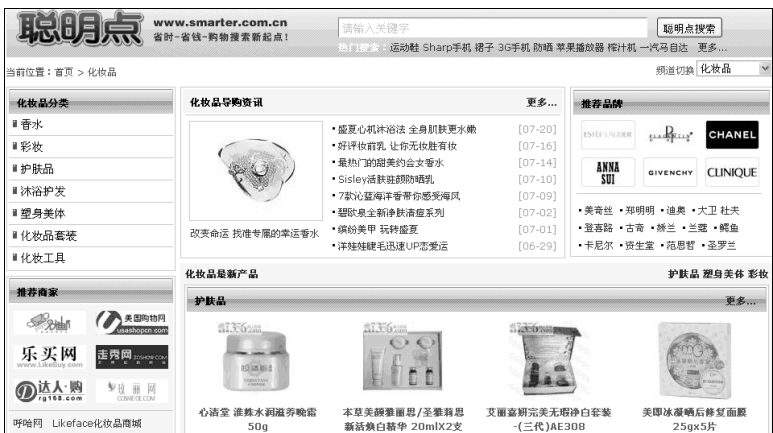 聪明点
www.smarter.com.cn
省时-省钱-购物搜索新起点！
请输入关键字
聪明点搜索
热门搜索：运动鞋 Sharp手机 裙子 3G手机 防晒 苹果播放器 榨汁机 一汽马自达 更多...
当前位置：首页 > 化妆品
频道切换 化妆品
化妆品分类
香水
彩妆
护肤品
沐浴护发
塑身美体
化妆品套装
化妆工具
推荐商家
美国购物网
usashopcn.com
乐买网
www.LikeBuy.com
走秀网 ZOSHOW.COM
达人·购
rg168.com
玫丽网
呼哈网 Likeface化妆品商城
化妆品导购资讯 更多...
改变命运 找准专属的幸运香水
盛夏心机沐浴法 全身肌肤更水嫩 [07-20]
好评妆前乳 让你无妆胜有妆 [07-16]
最热门的甜美约会女香水 [07-14]
Sisley活肤驻颜防晒乳 [07-10]
7款沁蓝海洋香带你感受海风 [07-09]
碧欧泉全新净肤清痘系列 [07-02]
缤纷美甲 玩转盛夏 [07-01]
洋娃娃睫毛迅速UP恋爱运 [06-29]
推荐品牌
ESTEE LAUDER
CHANEL
ANNA SUI
GIVENCHY
CLINIQUE
美奇丝 郑明明 迪奥 大卫 杜夫
登喜路 古奇 娇兰 兰蔻 鳄鱼
卡尼尔 资生堂 范思哲 圣罗兰
化妆品最新产品 护肤品 塑身美体 彩妆
护肤品 更多...
心清堂 淮姝水润滋养晚霜
50g
本草美颜雅丽思/圣雅莉思
新活焕白精华 20mlX2支
艾丽嘉妍完美无瑕净白套装
-(三代)AE308
美即冰凝晒后修复面膜
25gx5片